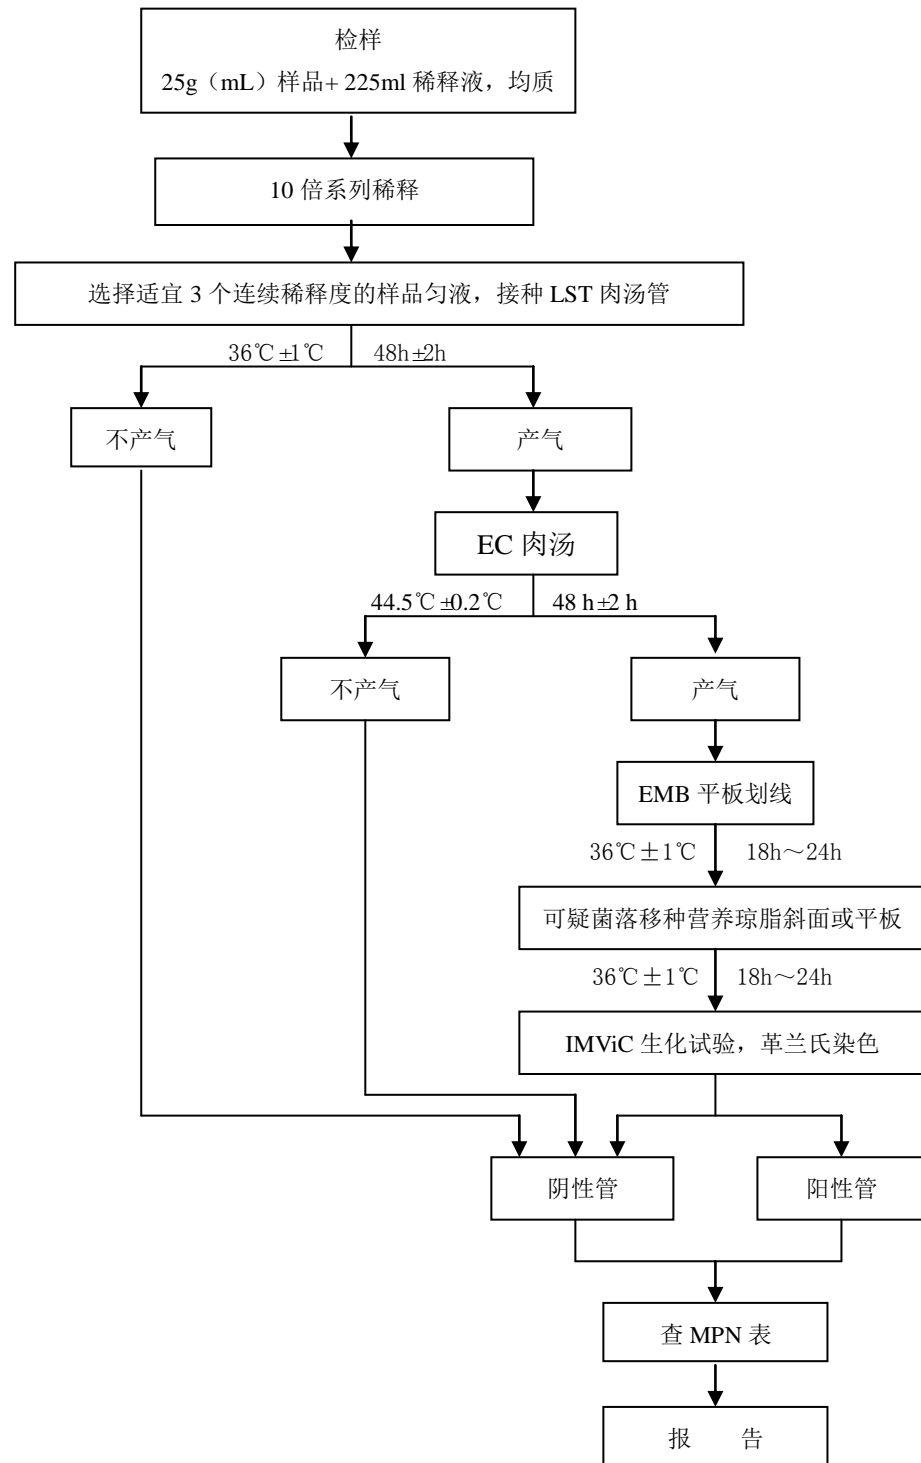 检样
25g（mL）样品+ 225ml 稀释液，均质
10 倍系列稀释
选择适宜 3 个连续稀释度的样品匀液，接种 LST 肉汤管
36℃±1℃ 48h±2h
不产气 产气
EC 肉汤
44.5℃±0.2℃ 48 h±2 h
不产气 产气
EMB 平板划线
36℃±1℃ 18h～24h
可疑菌落移种营养琼脂斜面或平板
36℃±1℃ 18h～24h
IMViC 生化试验，革兰氏染色
阴性管 阳性管
查 MPN 表
报 告